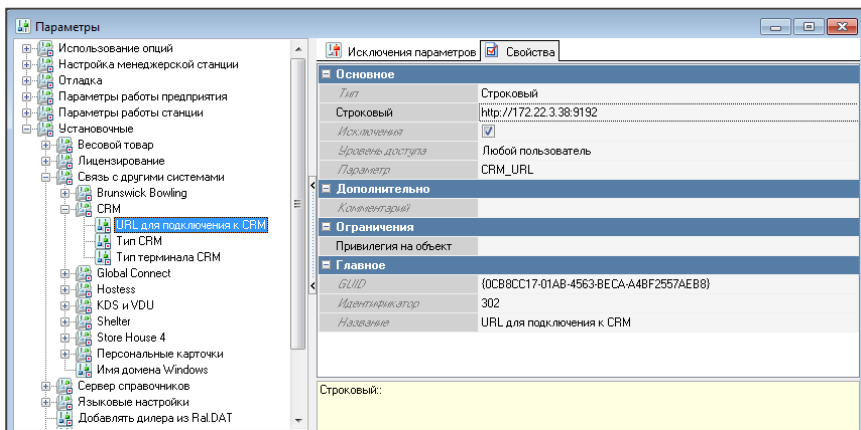 Параметры
Использование опций
Настройка менеджерской станции
Отладка
Параметры работы предприятия
Параметры работы станции
Установочные
Весовой товар
Лицензирование
Связь с другими системами
Brunswick Bowling
CRM
URL для подключения к CRM
Тип CRM
Тип терминала CRM
Global Connect
Hostess
KDS и VDU
Shelter
Store House 4
Персональные карточки
Имя домена Windows
Сервер справочников
Языковые настройки
Добавлять дилера из Ral.DAT
Исключения параметров Свойства
Основное
Тип Строковый
Строковый http://172.22.3.38:9192
Исключения
Уровень доступа Любой пользователь
Параметр CRM_URL
Дополнительно
Комментарий
Ограничения
Привилегия на объект
Главное
GUID {0CB8CC17-01AB-4563-BECA-A4BF2557AEB8}
Идентификатор 302
Название URL для подключения к CRM
Строковый::